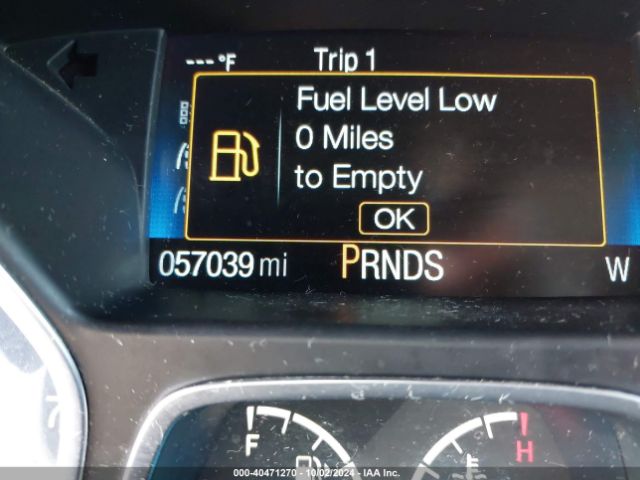 ---°F Trip 1
Fuel Level Low
0 Miles
to Empty
OK
057039 mi PRNDS W
F H
000-40471270 - 10/02/2024 - IAA Inc.